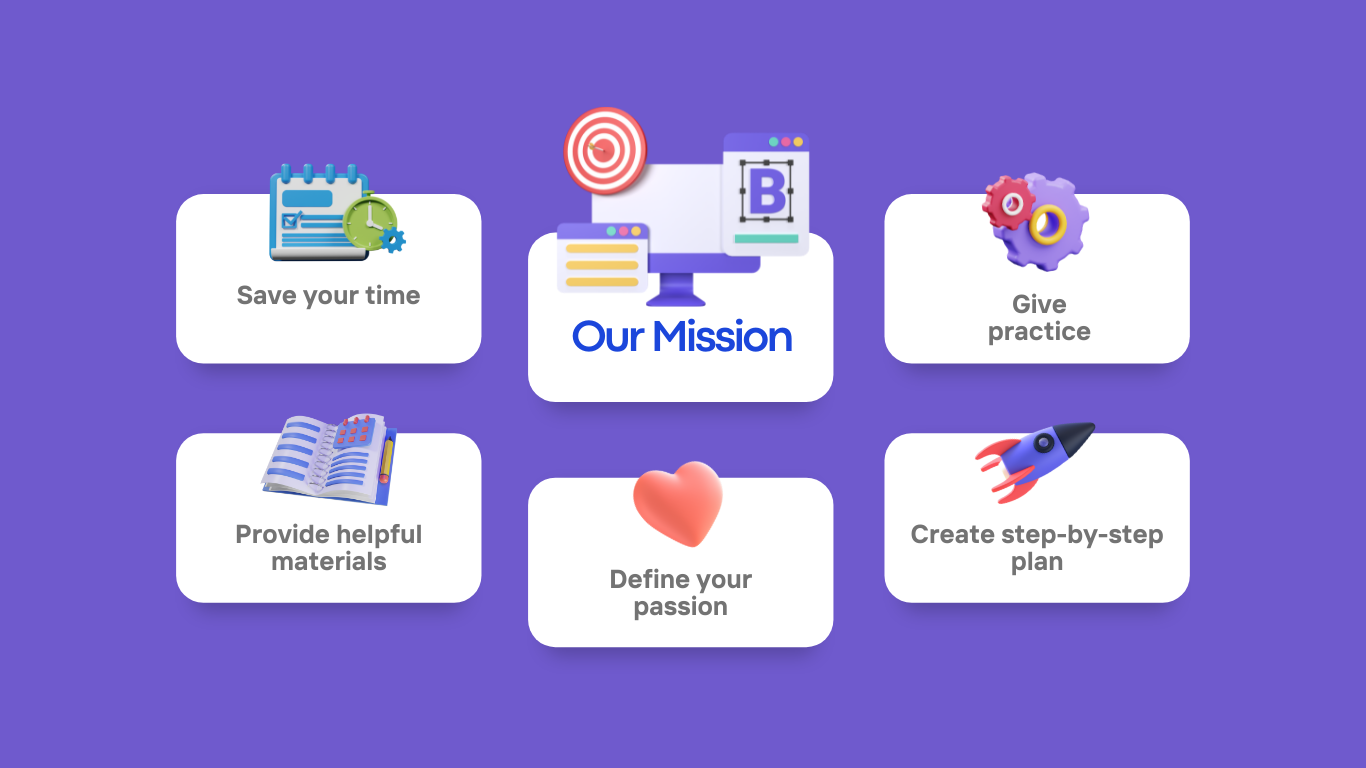 B
Our Mission
Save your time
Give
practice
Provide helpful
materials
Define your
passion
Create step-by-step
plan